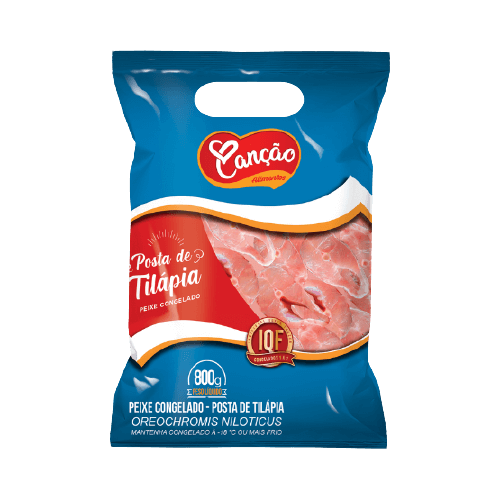 Canção
Alimentos
Posta de
Tilápia
PEIXE CONGELADO
IQF
800g
PESO LÍQUIDO
PEIXE CONGELADO - POSTA DE TILÁPIA
OREOCHROMIS NILOTICUS
MANTENHA CONGELADO A -18 °C OU MAIS FRIO